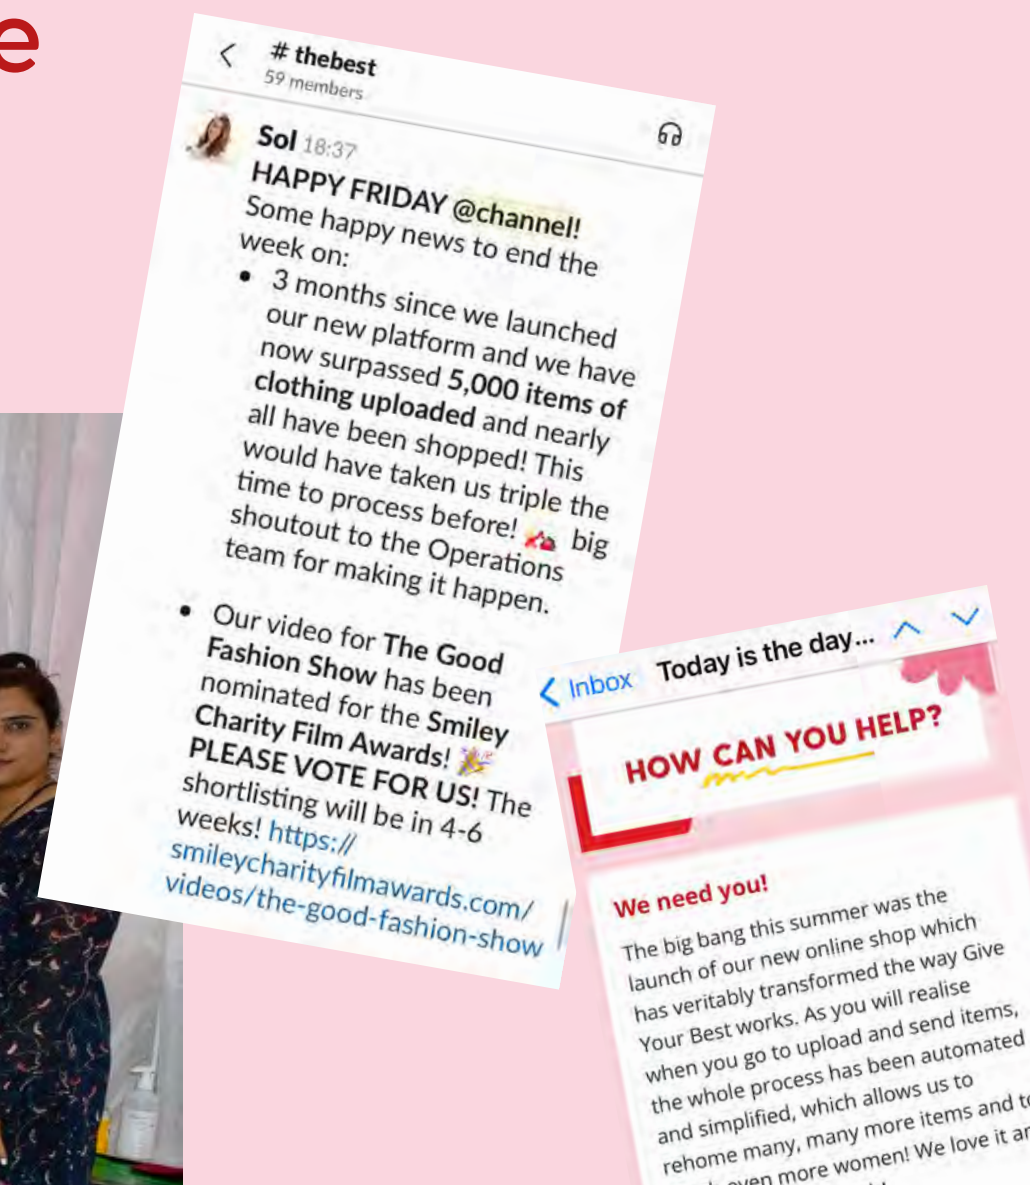 e
# thebest
59 members
Sol 18:37
HAPPY FRIDAY @channel!
Some happy news to end the
week on:
• 3 months since we launched
our new platform and we have
now surpassed 5,000 items of
clothing uploaded and nearly
all have been shopped! This
would have taken us triple the
time to process before! big
shoutout to the Operations
team for making it happen.
• Our video for The Good
Fashion Show has been
nominated for the Smiley
Charity Film Awards! 🎉
PLEASE VOTE FOR US! The
shortlisting will be in 4-6
weeks! https://
smileycharityfilmawards.com/
videos/the-good-fashion-show
Inbox Today is the day...
HOW CAN YOU HELP?
We need you!
The big bang this summer was the
launch of our new online shop which
has veritably transformed the way Give
Your Best works. As you will realise
when you go to upload and send items,
the whole process has been automated
and simplified, which allows us to
rehome many, many more items and to
even more women! We love it